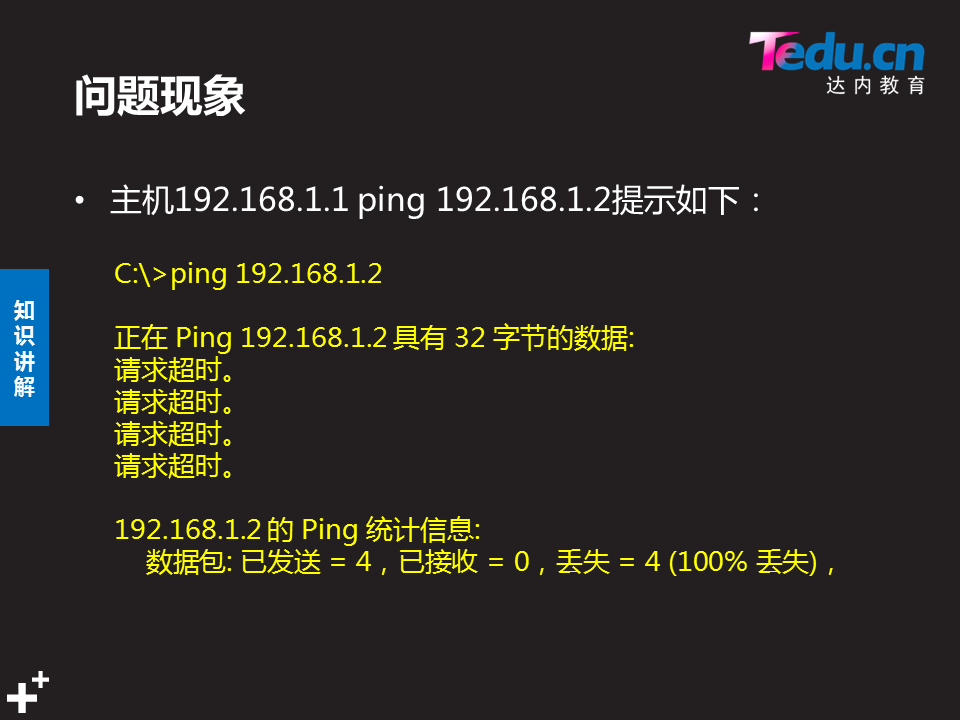 Tedu.cn
达内教育
问题现象
• 主机192.168.1.1 ping 192.168.1.2提示如下：
C:\>ping 192.168.1.2
正在 Ping 192.168.1.2 具有 32 字节的数据:
请求超时。
请求超时。
请求超时。
请求超时。
192.168.1.2 的 Ping 统计信息:
数据包: 已发送 = 4，已接收 = 0，丢失 = 4 (100% 丢失)，
知识讲解